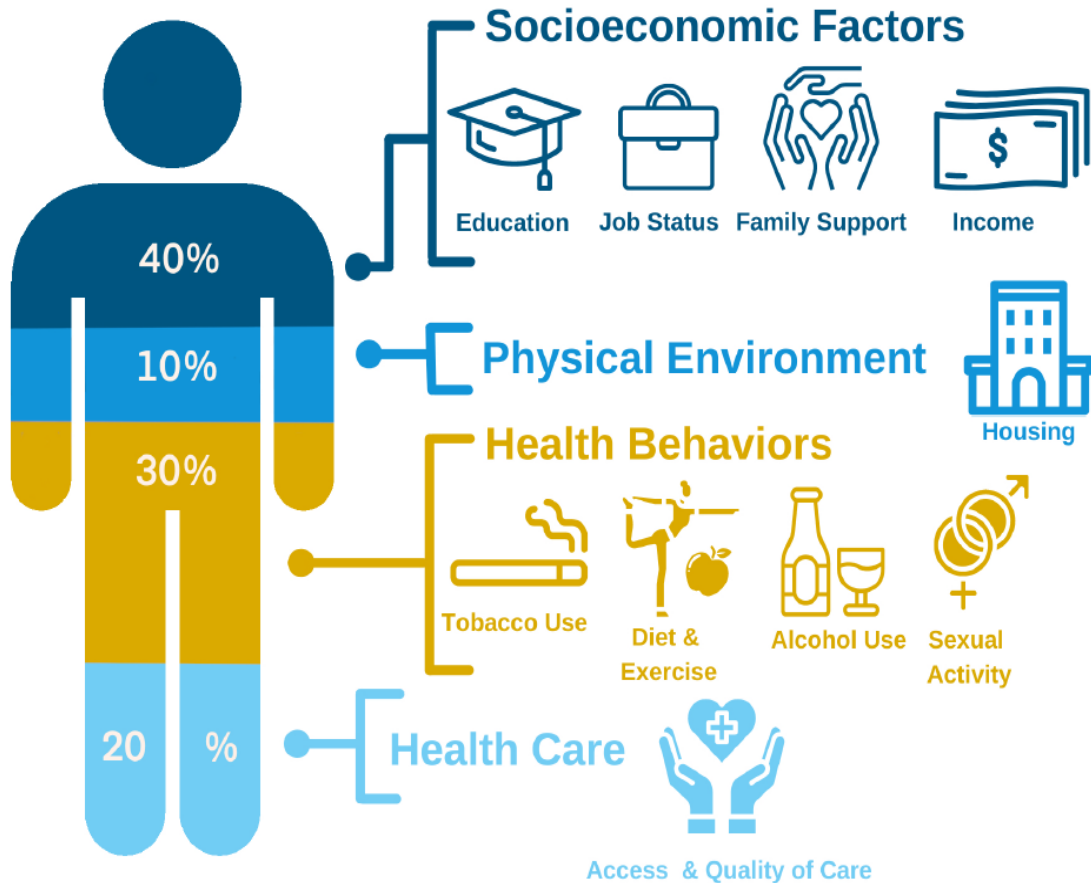 Socioeconomic Factors
$
Education
Job Status
Family Support
Income
40%
10%
Physical Environment
Housing
30%
Health Behaviors
Tobacco Use
Diet &
Exercise
Alcohol Use
Sexual
Activity
20 %
Health Care
Access & Quality of Care